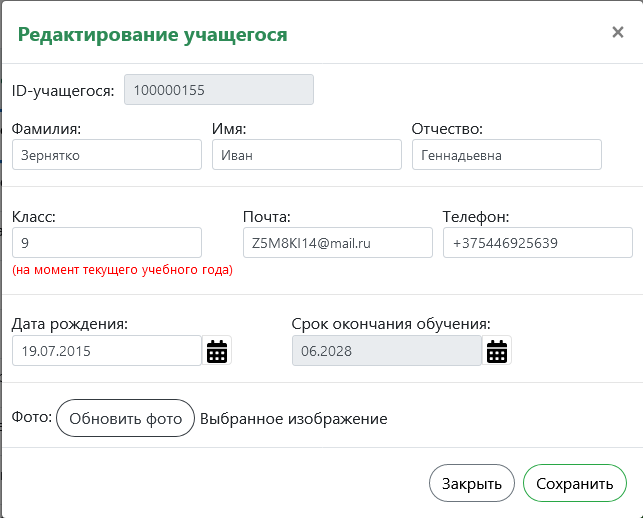 Редактирование учащегося ×
ID-учащегося: 100000155
Фамилия: Имя: Отчество:
Зернятко Иван Геннадьевна
Класс: Почта: Телефон:
9 Z5M8KI14@mail.ru +375446925639
(на момент текущего учебного года)
Дата рождения: Срок окончания обучения:
19.07.2015 06.2028
Фото: Обновить фото Выбранное изображение
Закрыть Сохранить